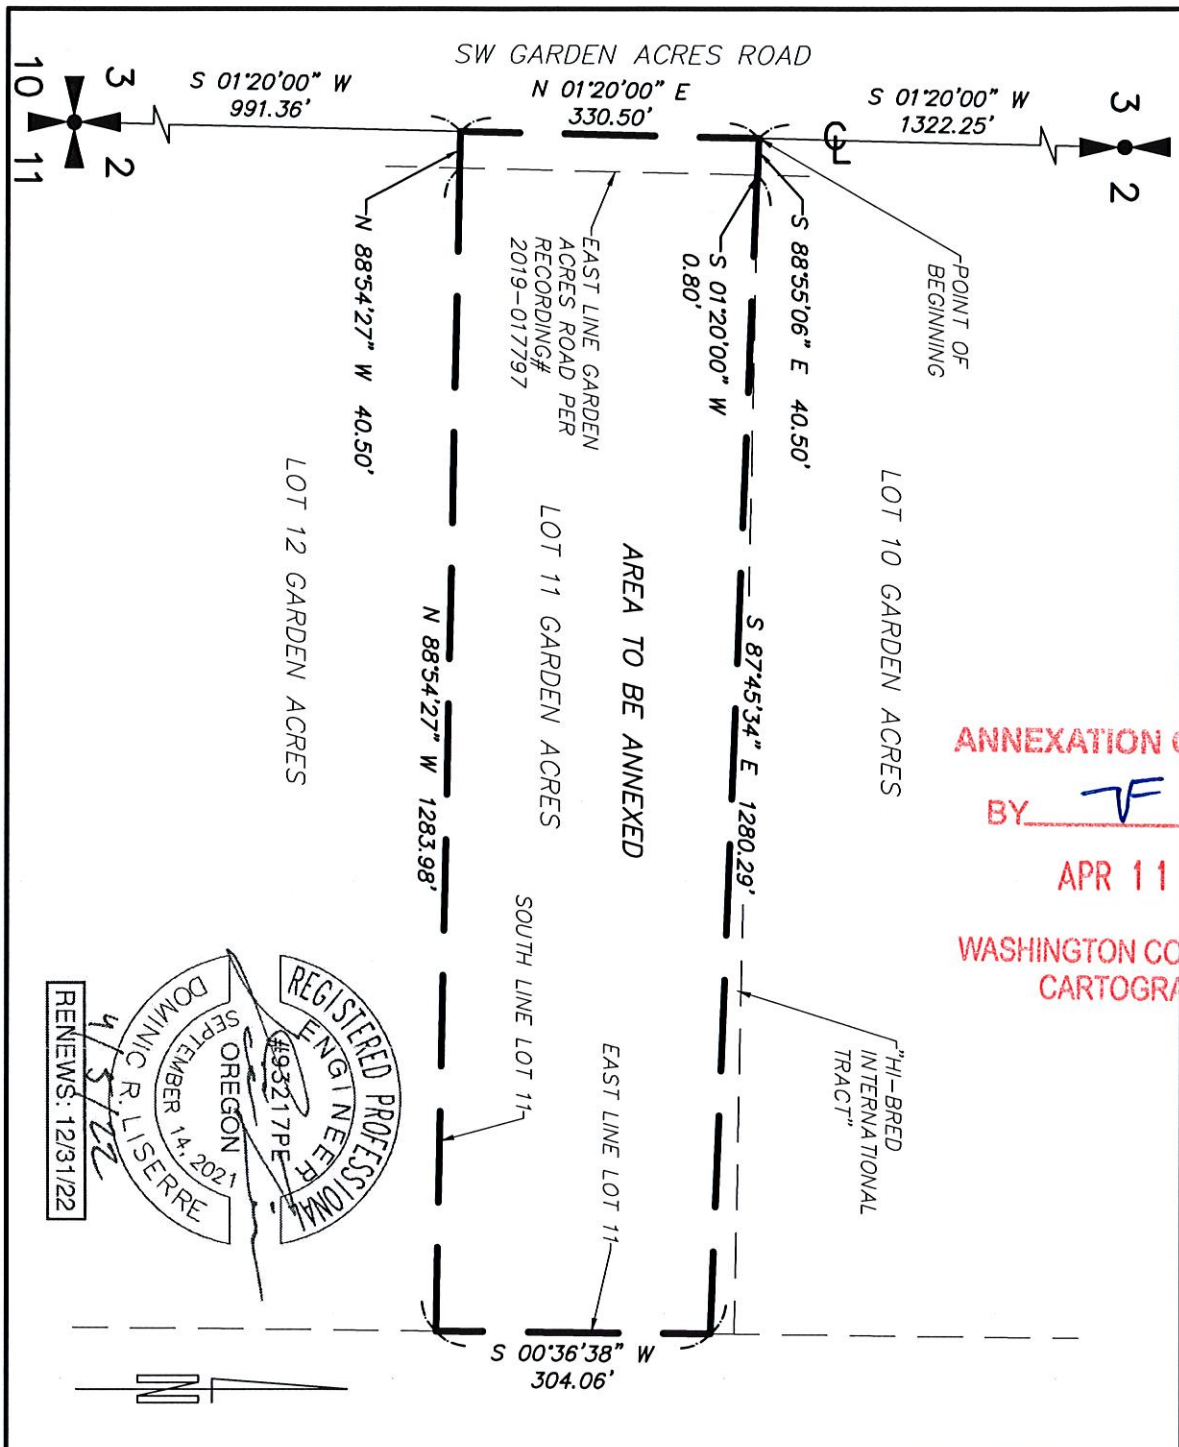 SW GARDEN ACRES ROAD
S 01°20'00" W
991.36'
N 01°20'00" E
330.50'
S 01°20'00" W
1322.25'
3
2
10
11
3
2
CL
POINT OF
BEGINNING
S 88°55'06" E 40.50'
S 01°20'00" W
0.80'
EAST LINE GARDEN
ACRES ROAD PER
RECORDING#
2019-017797
N 88°54'27" W 40.50'
LOT 10 GARDEN ACRES
S 87°45'34" E 1280.29'
AREA TO BE ANNEXED
LOT 11 GARDEN ACRES
N 88°54'27" W 1283.98'
LOT 12 GARDEN ACRES
"HI-BRED
INTERNATIONAL
TRACT"
SOUTH LINE LOT 11
EAST LINE LOT 11
S 00°36'38" W
304.06'
ANNEXATION
BY
APR 11
WASHINGTON CO
CARTOGRA
REGISTERED PROFESSIONAL
ENGINEER
#93217PE
OREGON
SEPTEMBER 14, 2021
DOMINIC R. LISERRE
4/5/22
RENEWS: 12/31/22
N